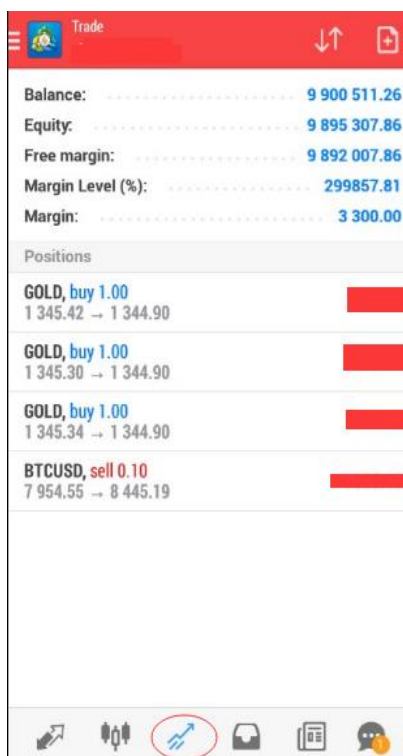 Trade
Balance: 9 900 511.26
Equity: 9 895 307.86
Free margin: 9 892 007.86
Margin Level (%): 299857.81
Margin: 3 300.00
Positions
GOLD, buy 1.00
1 345.42 → 1 344.90
GOLD, buy 1.00
1 345.30 → 1 344.90
GOLD, buy 1.00
1 345.34 → 1 344.90
BTCUSD, sell 0.10
7 954.55 → 8 445.19
1